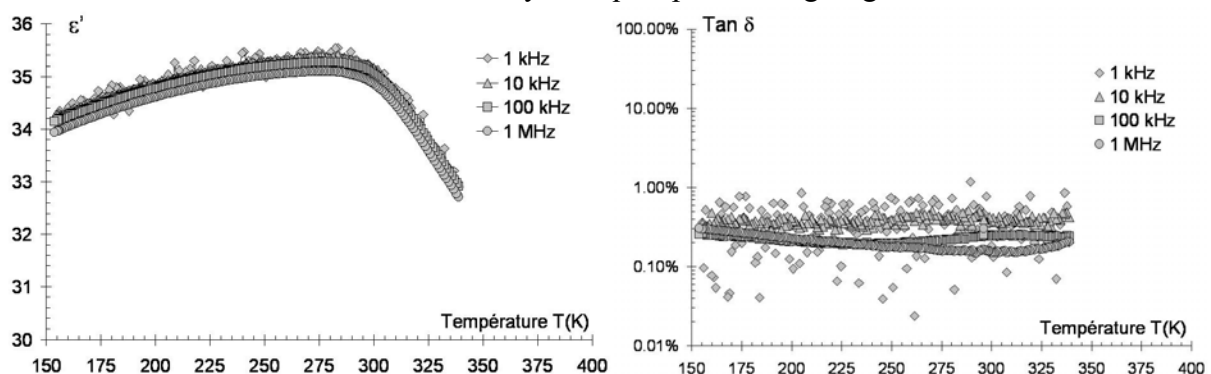 ε'
36
35
34
33
32
31
30
150 175 200 225 250 275 300 325 350 375 400
Température T(K)
1 kHz
10 kHz
100 kHz
1 MHz
Tan δ
100.00%
10.00%
1.00%
0.10%
0.01%
150 175 200 225 250 275 300 325 350 375 400
Température T(K)
1 kHz
10 kHz
100 kHz
1 MHz